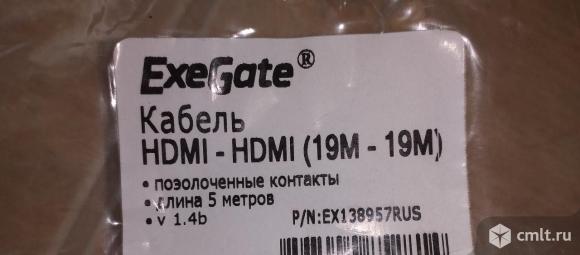 ExeGate®
Кабель
HDMI - HDMI (19M - 19M)
• позолоченные контакты
• длина 5 метров
• v 1.4b
P/N:EX138957RUS
cmlt.ru